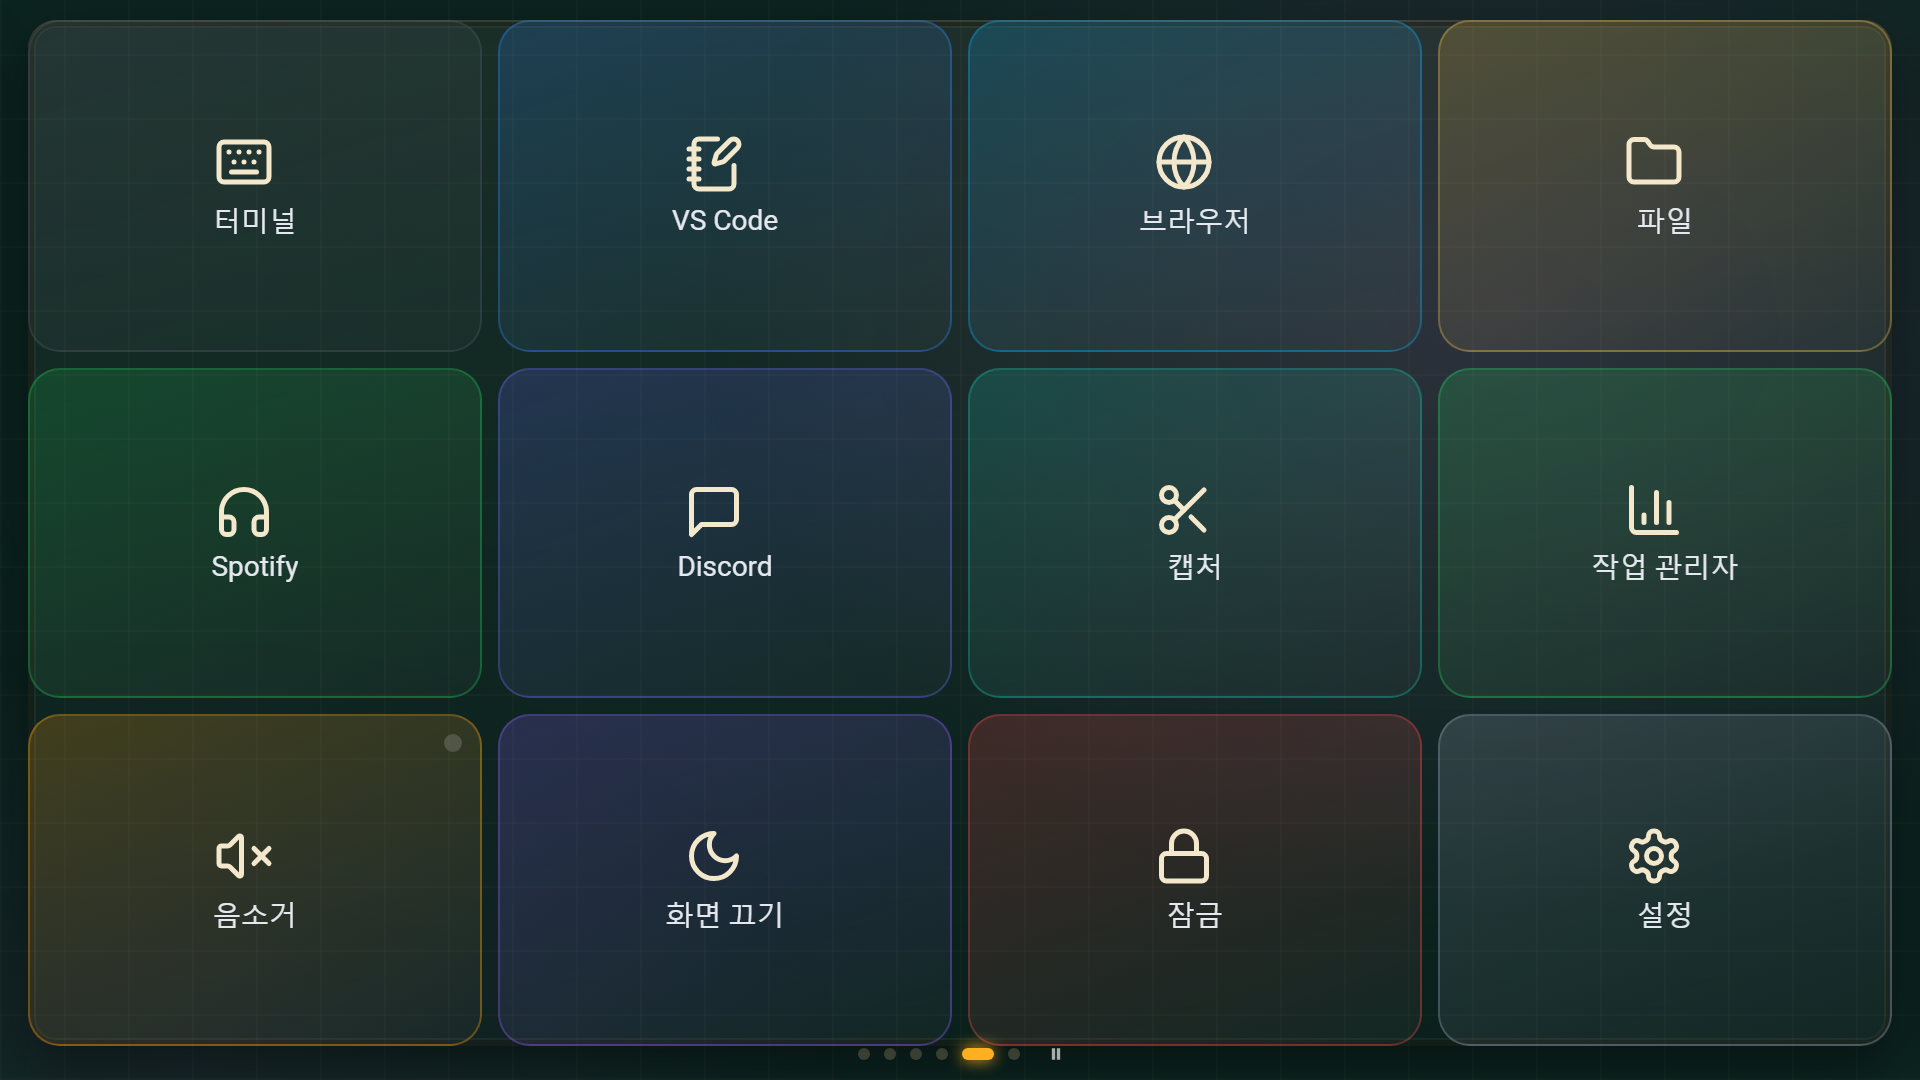 터미널
VS Code
브라우저
파일
Spotify
Discord
캡처
작업 관리자
음소거
화면 끄기
잠금
설정